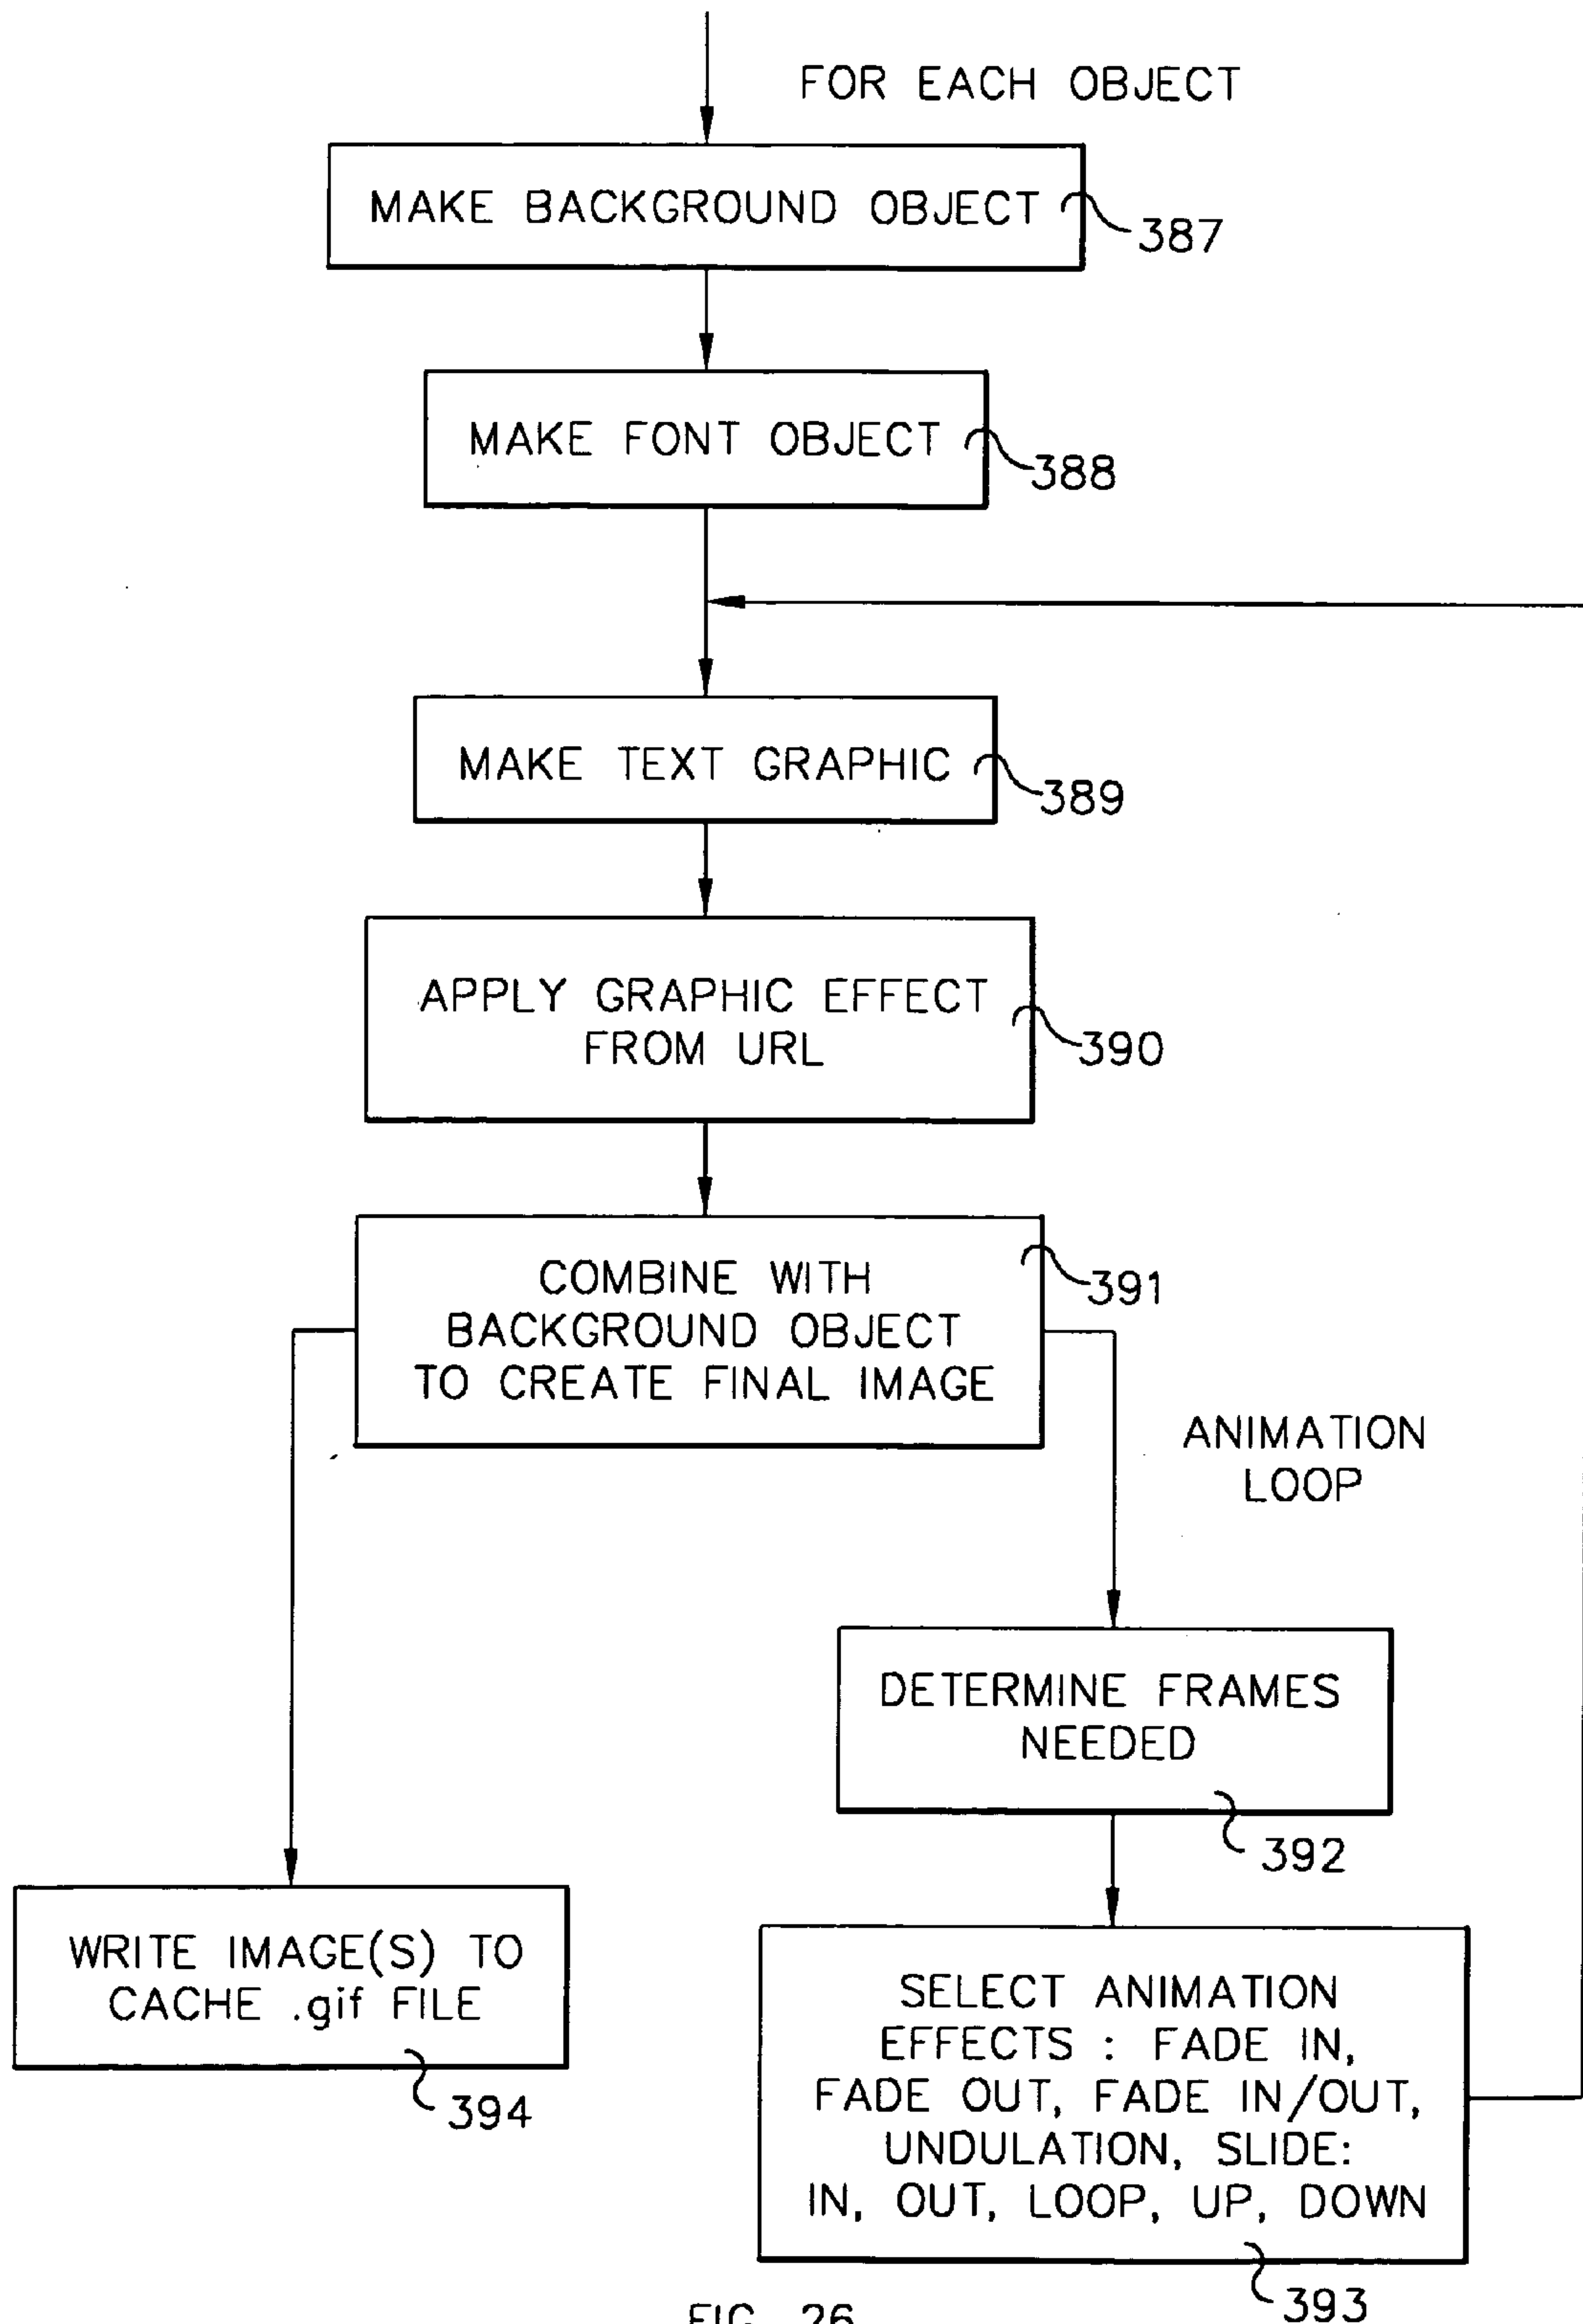 FOR EACH OBJECT
MAKE BACKGROUND OBJECT
387
MAKE FONT OBJECT
388
MAKE TEXT GRAPHIC
389
APPLY GRAPHIC EFFECT
FROM URL
390
COMBINE WITH
BACKGROUND OBJECT
TO CREATE FINAL IMAGE
391
ANIMATION
LOOP
DETERMINE FRAMES
NEEDED
392
WRITE IMAGE(S) TO
CACHE .gif FILE
394
SELECT ANIMATION
EFFECTS : FADE IN,
FADE OUT, FADE IN/OUT,
UNDULATION, SLIDE:
IN, OUT, LOOP, UP, DOWN
393
FIG. 26